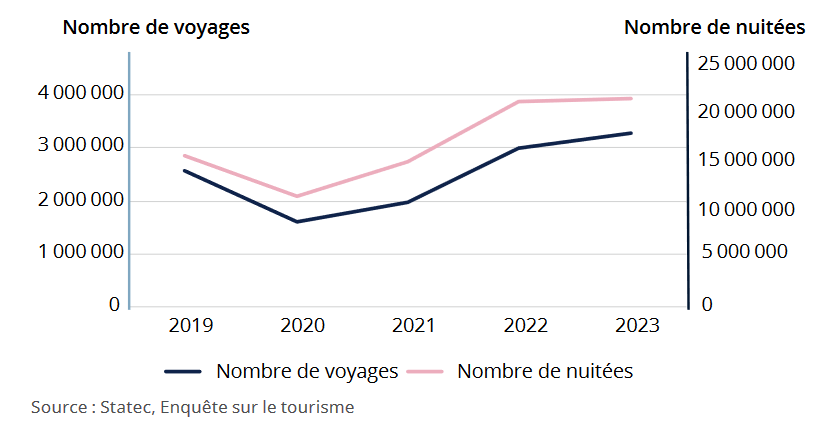 Nombre de voyages
Nombre de nuitées
4 000 000
3 000 000
2 000 000
1 000 000
0
25 000 000
20 000 000
15 000 000
10 000 000
5 000 000
0
2019 2020 2021 2022 2023
Nombre de voyages Nombre de nuitées
Source : Statec, Enquête sur le tourisme